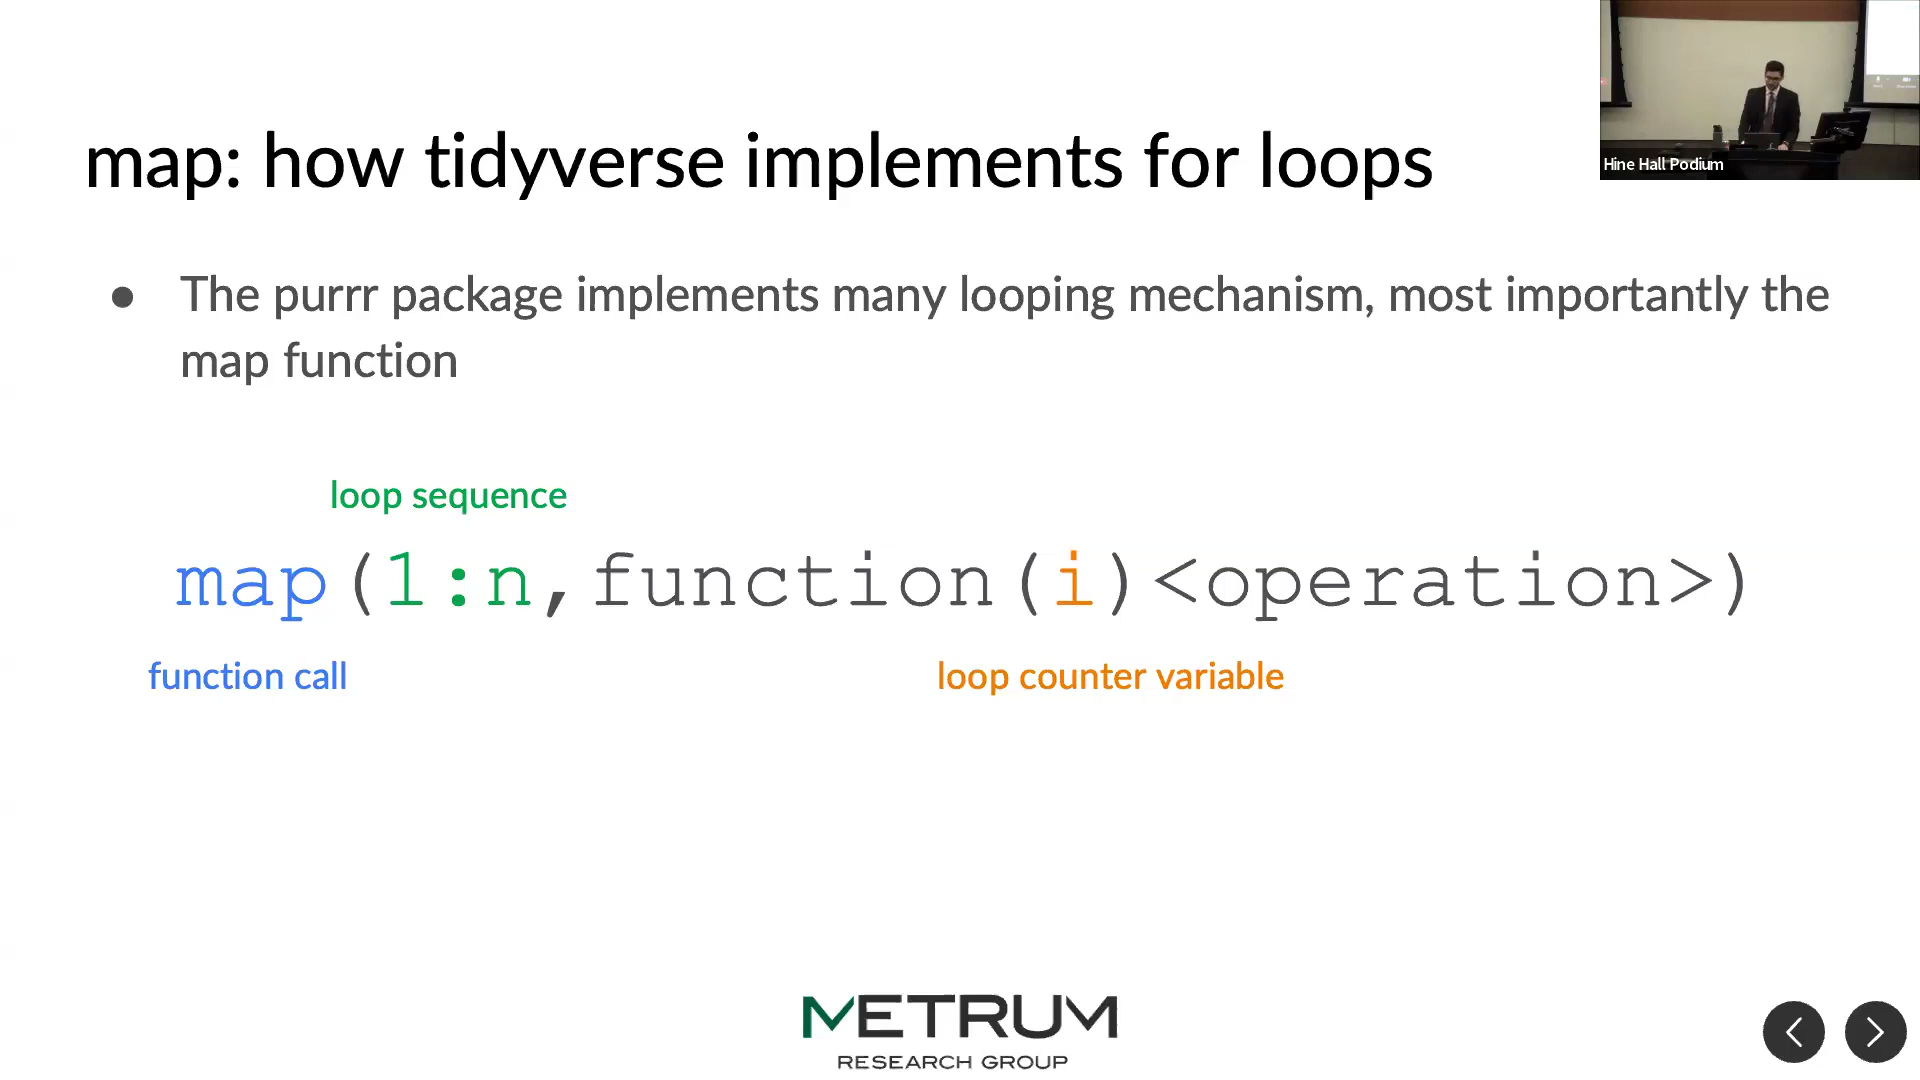 Hine Hall Podium
map: how tidyverse implements for loops
● The purrr package implements many looping mechanism, most importantly the
map function
loop sequence
map(1:n,function(i)<operation>)
function call
loop counter variable
METRUM
RESEARCH GROUP